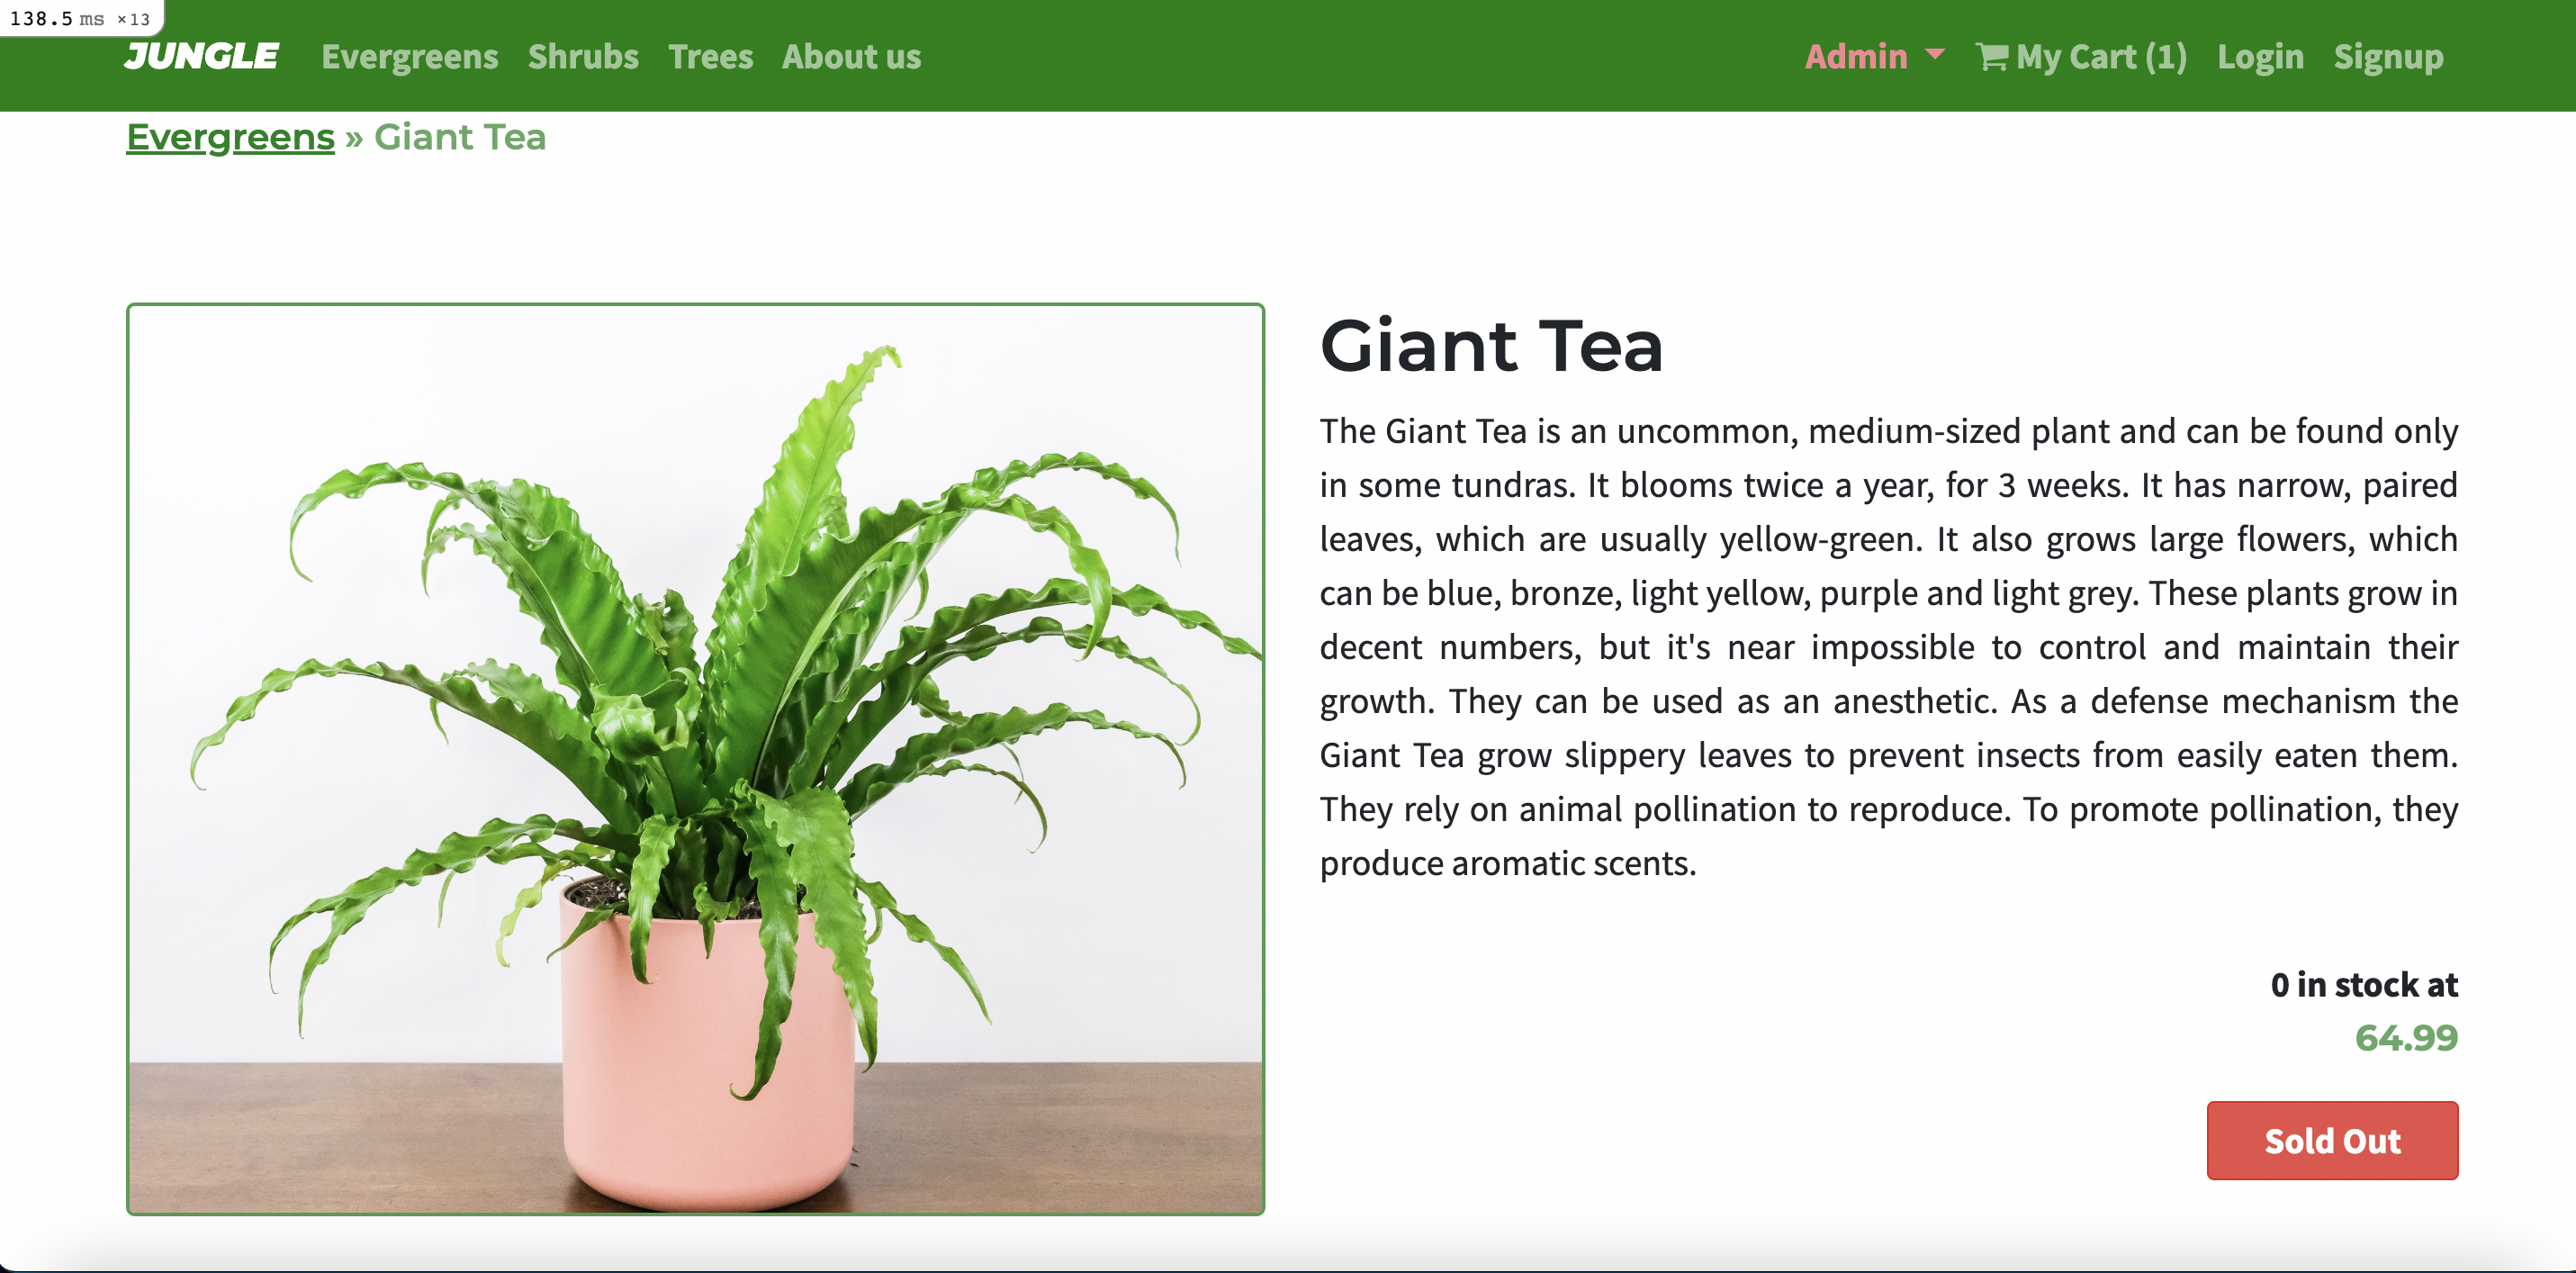 138.5 ms ×13
JUNGLE Evergreens Shrubs Trees About us Admin My Cart (1) Login Signup
Evergreens » Giant Tea
Giant Tea
The Giant Tea is an uncommon, medium-sized plant and can be found only
in some tundras. It blooms twice a year, for 3 weeks. It has narrow, paired
leaves, which are usually yellow-green. It also grows large flowers, which
can be blue, bronze, light yellow, purple and light grey. These plants grow in
decent numbers, but it's near impossible to control and maintain their
growth. They can be used as an anesthetic. As a defense mechanism the
Giant Tea grow slippery leaves to prevent insects from easily eaten them.
They rely on animal pollination to reproduce. To promote pollination, they
produce aromatic scents.
0 in stock at
64.99
Sold Out